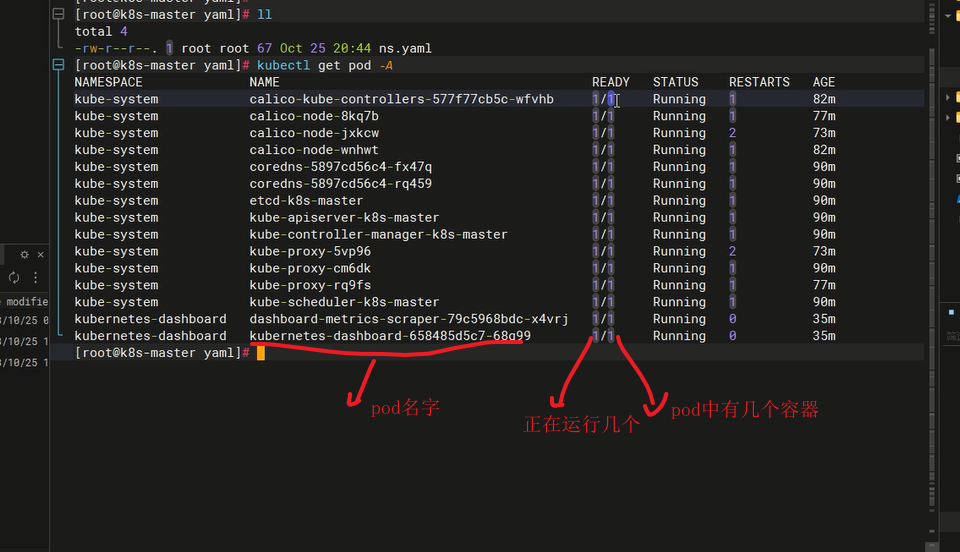 [root@k8s-master yaml]# ll
total 4
-rw-r--r--. 1 root root 67 Oct 25 20:44 ns.yaml
[root@k8s-master yaml]# kubectl get pod -A
NAMESPACE NAME READY STATUS RESTARTS AGE
kube-system calico-kube-controllers-577f77cb5c-wfvhb 1/1 Running 1 82m
kube-system calico-node-8kq7b 1/1 Running 1 77m
kube-system calico-node-jxkcw 1/1 Running 2 73m
kube-system calico-node-wnhwt 1/1 Running 1 82m
kube-system coredns-5897cd56c4-fx47q 1/1 Running 1 90m
kube-system coredns-5897cd56c4-rq459 1/1 Running 1 90m
kube-system etcd-k8s-master 1/1 Running 1 90m
kube-system kube-apiserver-k8s-master 1/1 Running 1 90m
kube-system kube-controller-manager-k8s-master 1/1 Running 1 90m
kube-system kube-proxy-5vp96 1/1 Running 2 73m
kube-system kube-proxy-cm6dk 1/1 Running 1 90m
kube-system kube-proxy-rq9fs 1/1 Running 1 77m
kube-system kube-scheduler-k8s-master 1/1 Running 1 90m
kubernetes-dashboard dashboard-metrics-scraper-79c5968bdc-x4vrj 1/1 Running 0 35m
kubernetes-dashboard kubernetes-dashboard-658485d5c7-68q99 1/1 Running 0 35m
[root@k8s-master yaml]#
pod名字
正在运行几个
pod中有几个容器
modifie
3/10/25 0
3/10/25 1
3/10/25 1